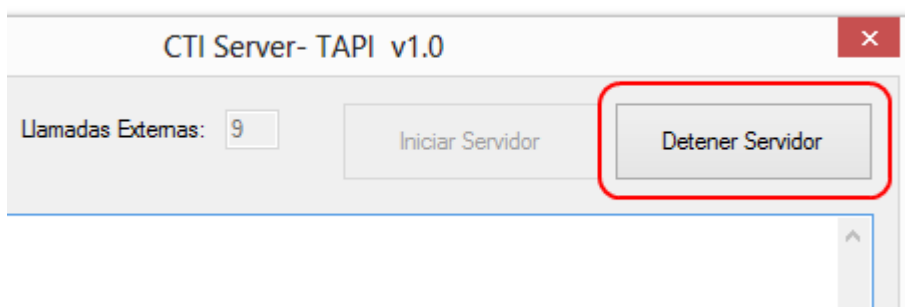 CTI Server- TAPI v1.0
Llamadas Externas: 9
Iniciar Servidor
Detener Servidor